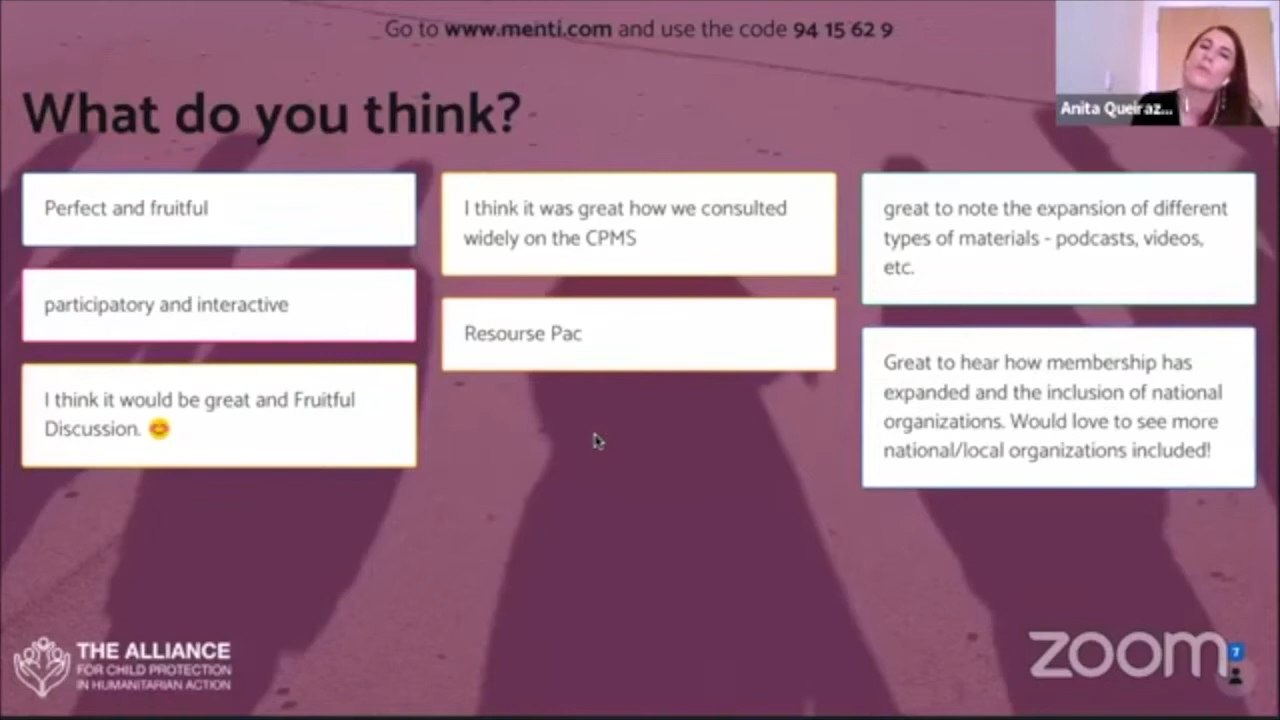 Go to www.menti.com and use the code 94 15 62 9
Anita Queiraz...
What do you think?
Perfect and fruitful
participatory and interactive
I think it would be great and Fruitful
Discussion. 😊
I think it was great how we consulted
widely on the CPMS
Resourse Pac
great to note the expansion of different
types of materials - podcasts, videos,
etc.
Great to hear how membership has
expanded and the inclusion of national
organizations. Would love to see more
national/local organizations included!
THE ALLIANCE
FOR CHILD PROTECTION
IN HUMANITARIAN ACTION
zoom
7